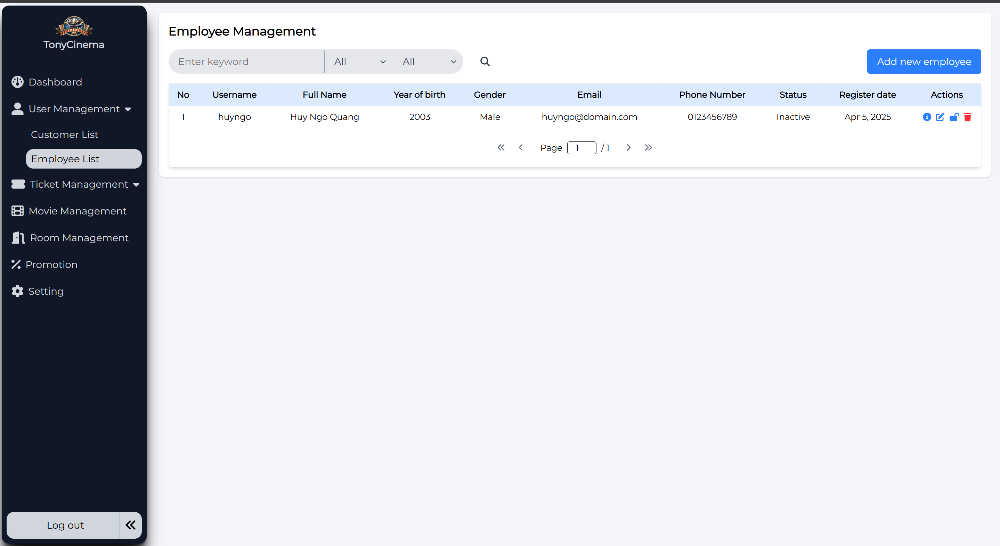 TonyCinema
Dashboard
User Management
Customer List
Employee List
Ticket Management
Movie Management
Room Management
Promotion
Setting
Log out
Employee Management
Enter keyword All All Add new employee
No Username Full Name Year of birth Gender Email Phone Number Status Register date Actions
1 huyngo Huy Ngo Quang 2003 Male huyngo@domain.com 0123456789 Inactive Apr 5, 2025
Page 1 / 1